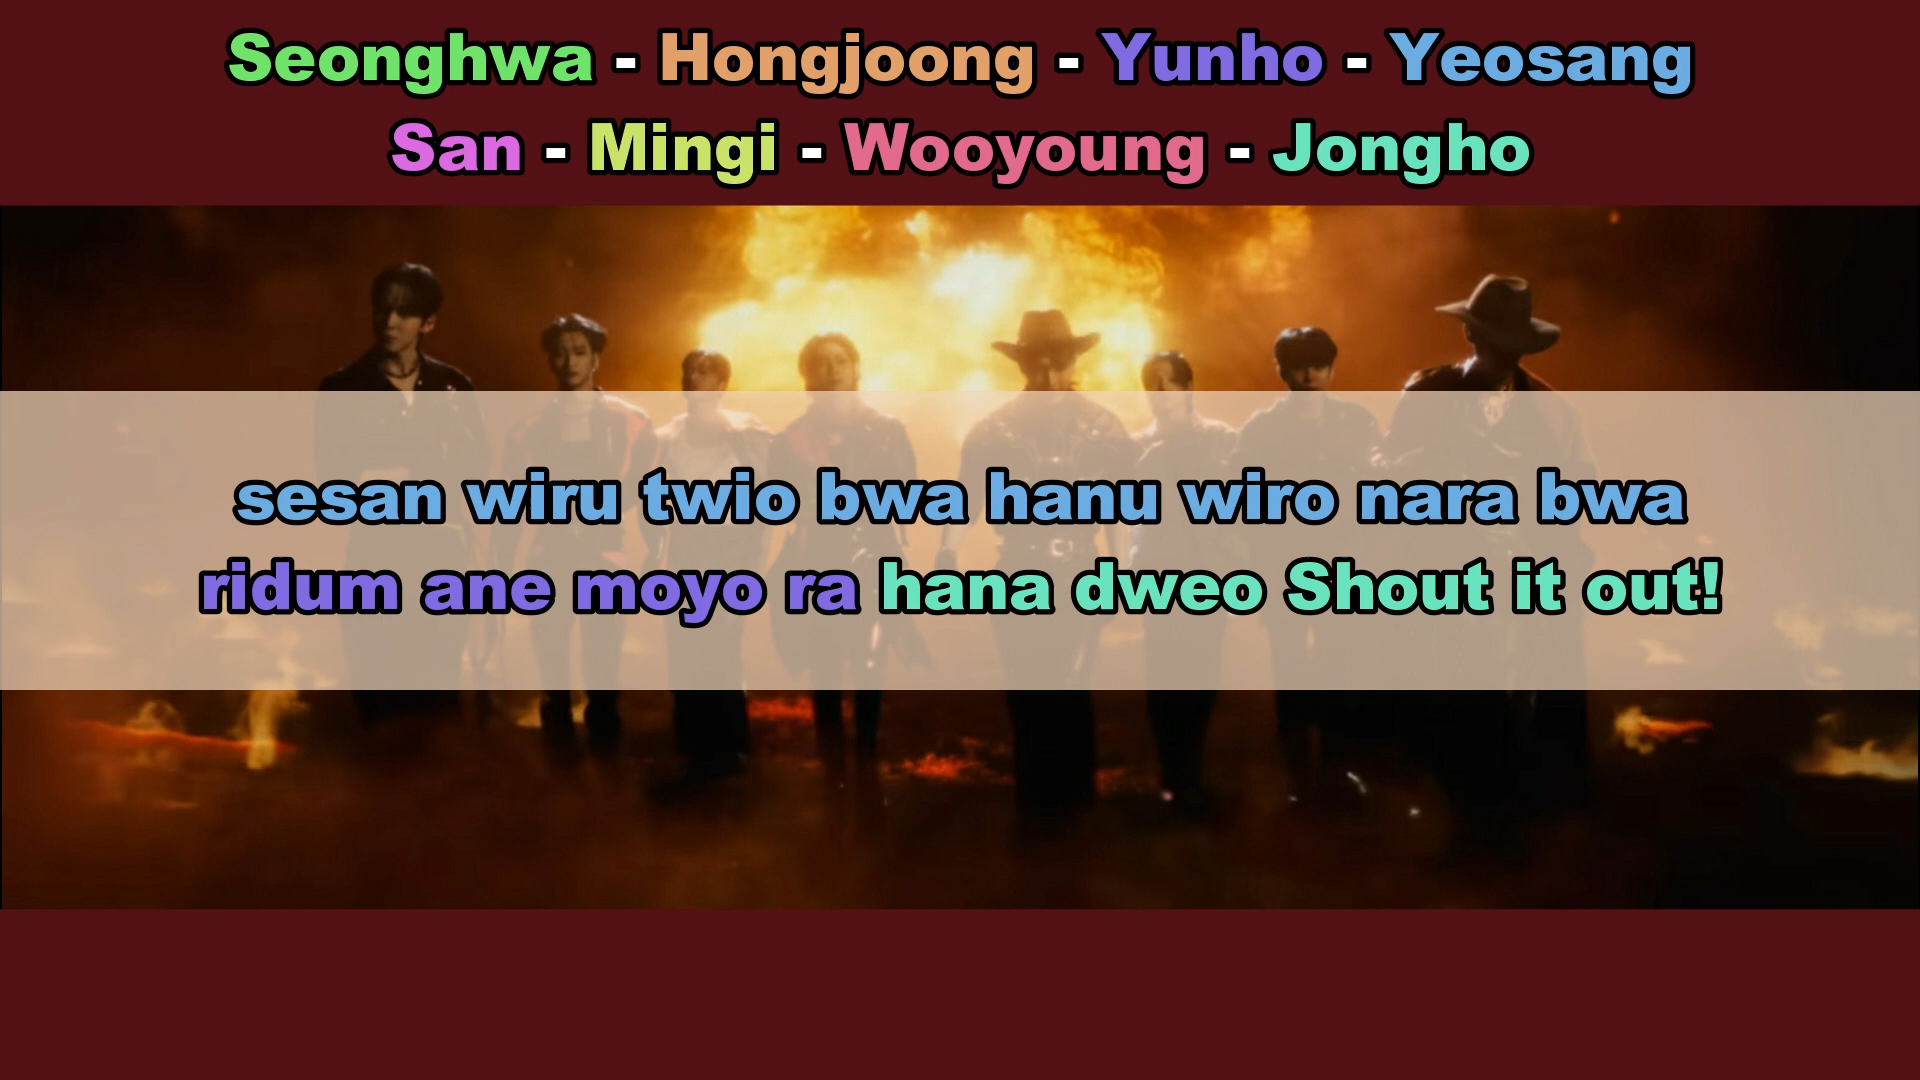 Seonghwa - Hongjoong - Yunho - Yeosang
San - Mingi - Wooyoung - Jongho
sesan wiru twio bwa hanu wiro nara bwa
ridum ane moyo ra hana dweo Shout it out!